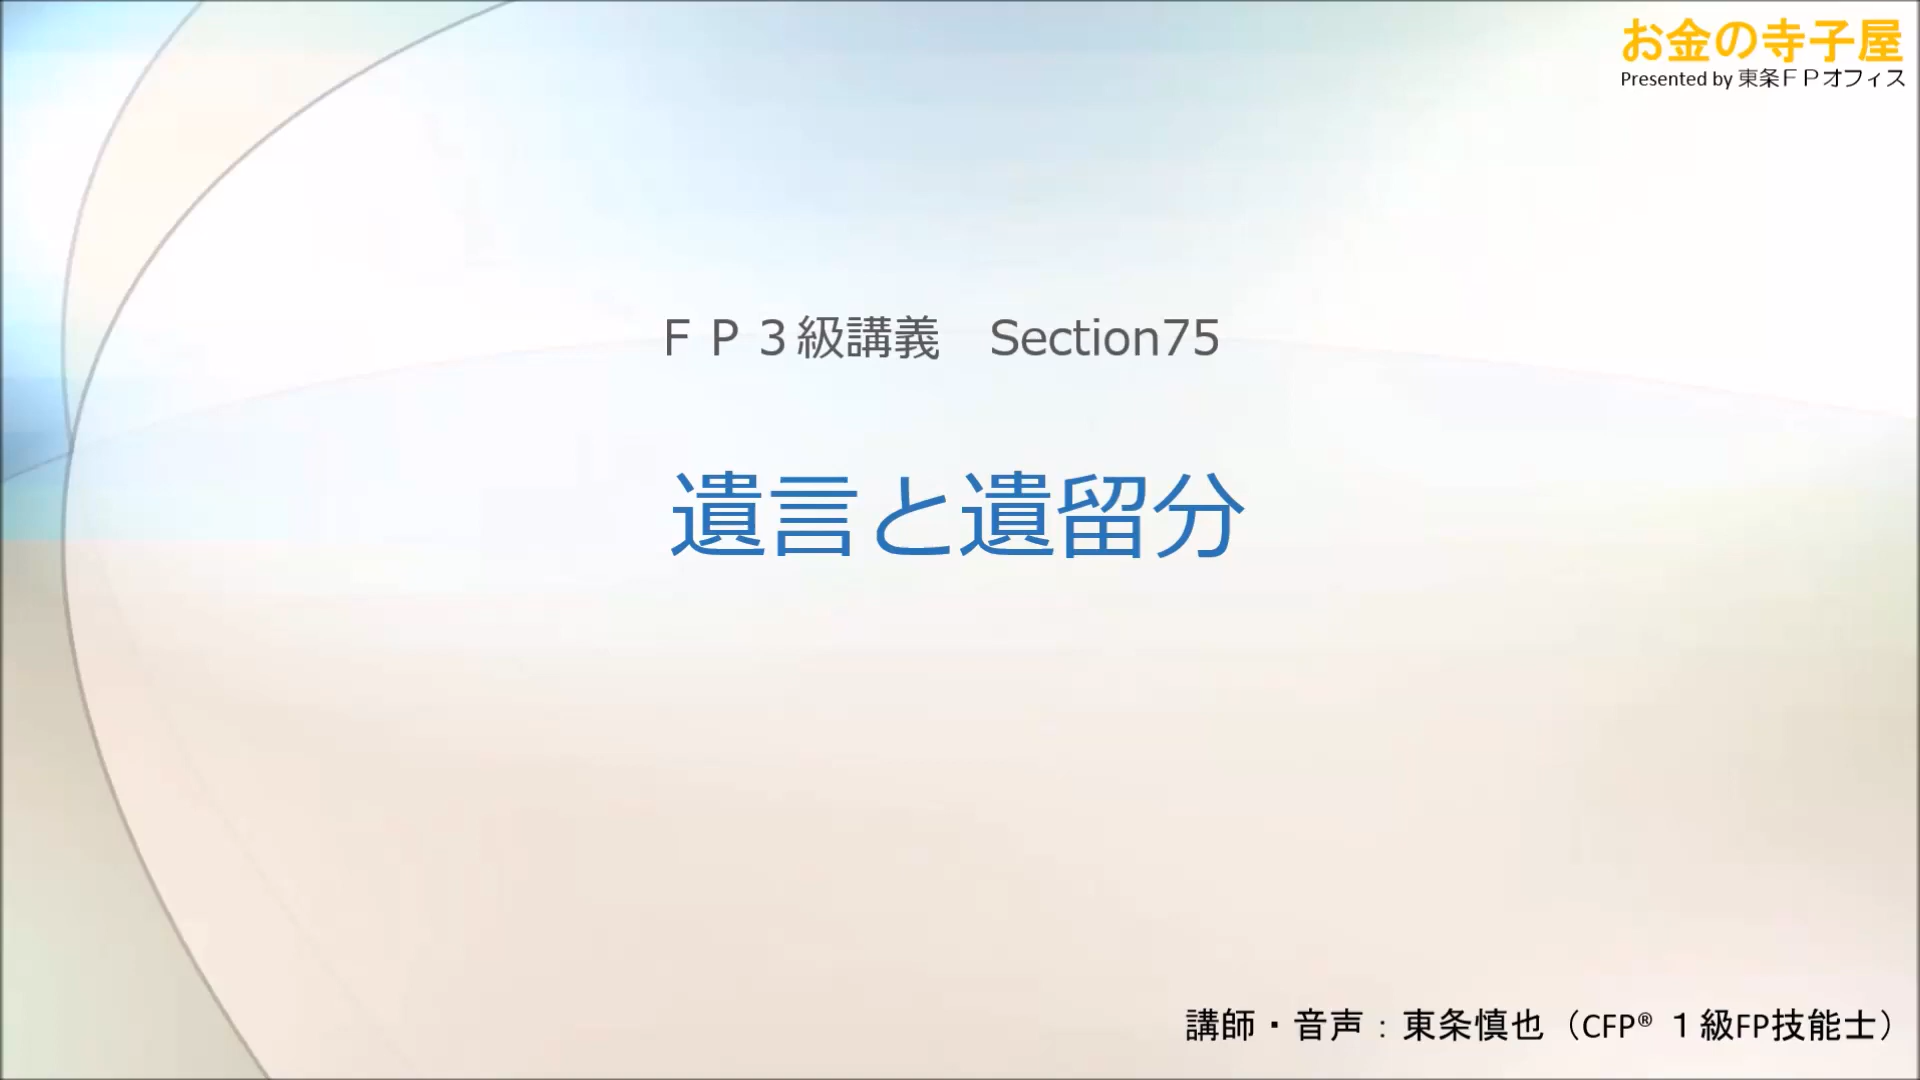 お金の寺子屋
Presented by 東条ＦＰオフィス
ＦＰ３級講義　Section75
遺言と遺留分
講師・音声：東条慎也（CFP® １級FP技能士）